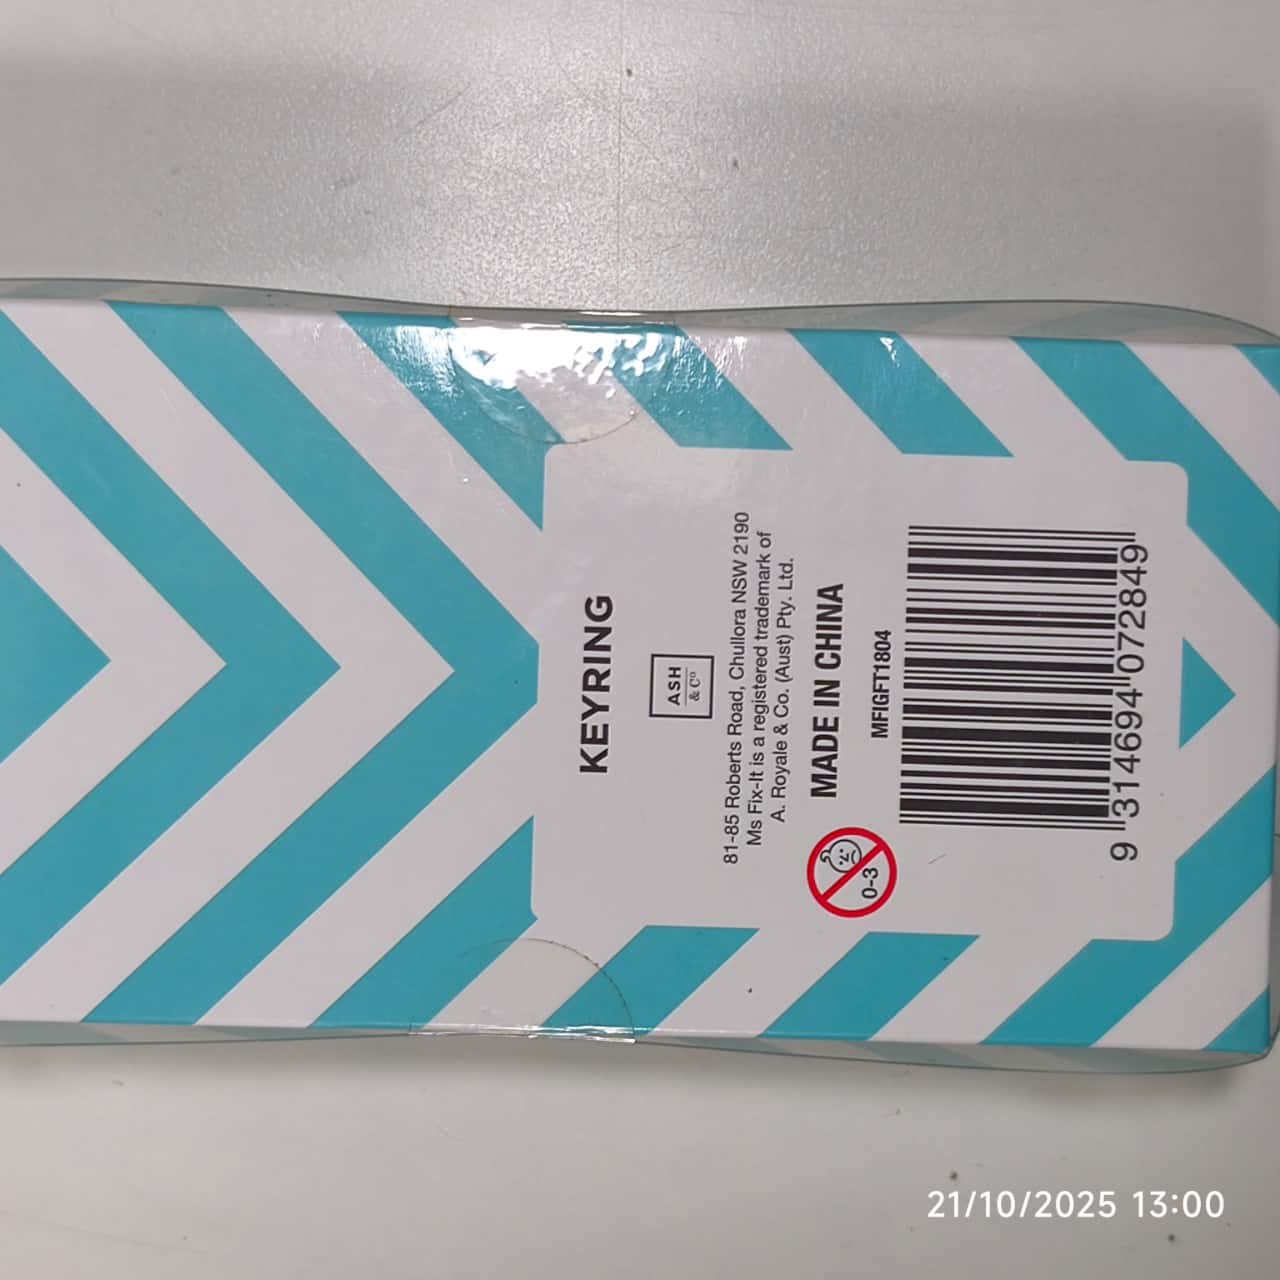 KEYRING
ASH
& Cº
81-85 Roberts Road, Chullora NSW 2190
Ms Fix-It is a registered trademark of
A. Royale & Co. (Aust) Pty. Ltd.
MADE IN CHINA
0-3
MFIGFT1804
9 314694 072849
21/10/2025 13:00